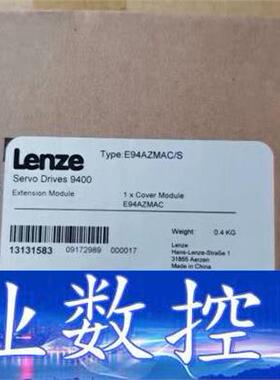 Lenze
Type:E94AZMAC/S
Servo Drives 9400
Extension Module
1 x Cover Module
E94AZMAC
Weight: 0.4 KG
13131583 09172989 000017
Lenze
Hans-Lenze-Straße 1
31855 Aerzen
Made in China
业数控